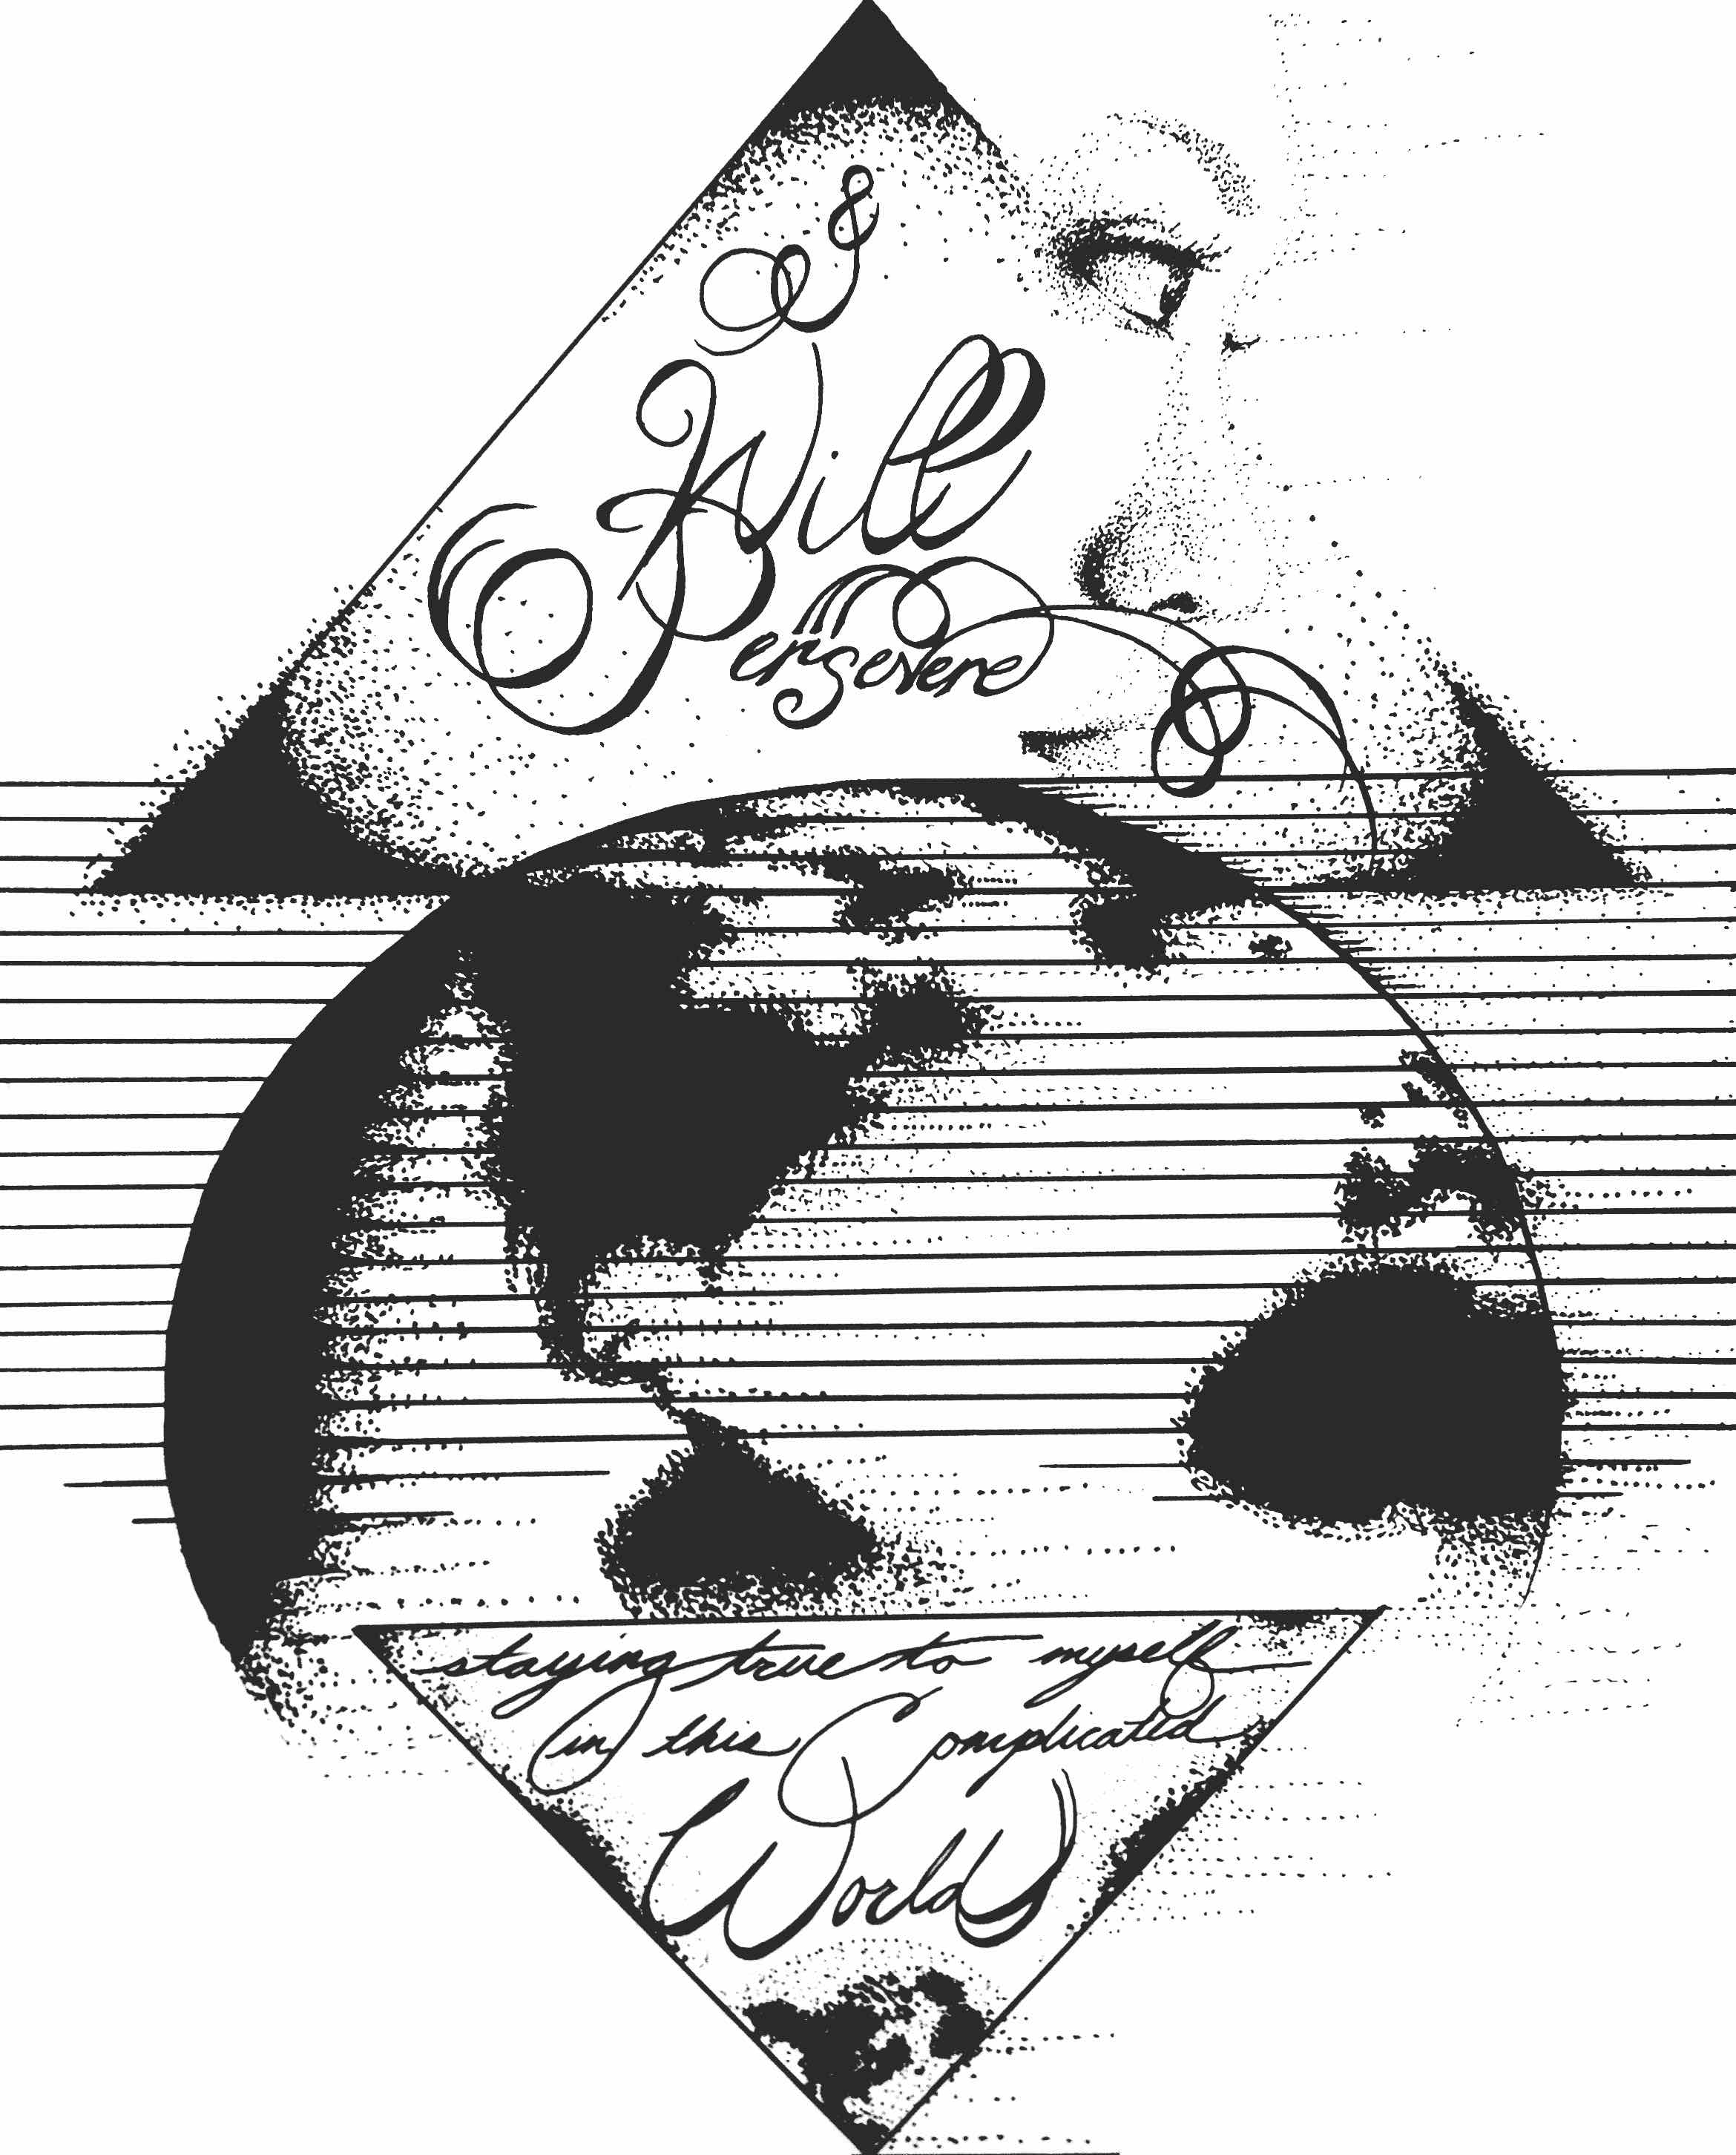 & I
Will
Persevere
staying true to myself
in this Complicated
World